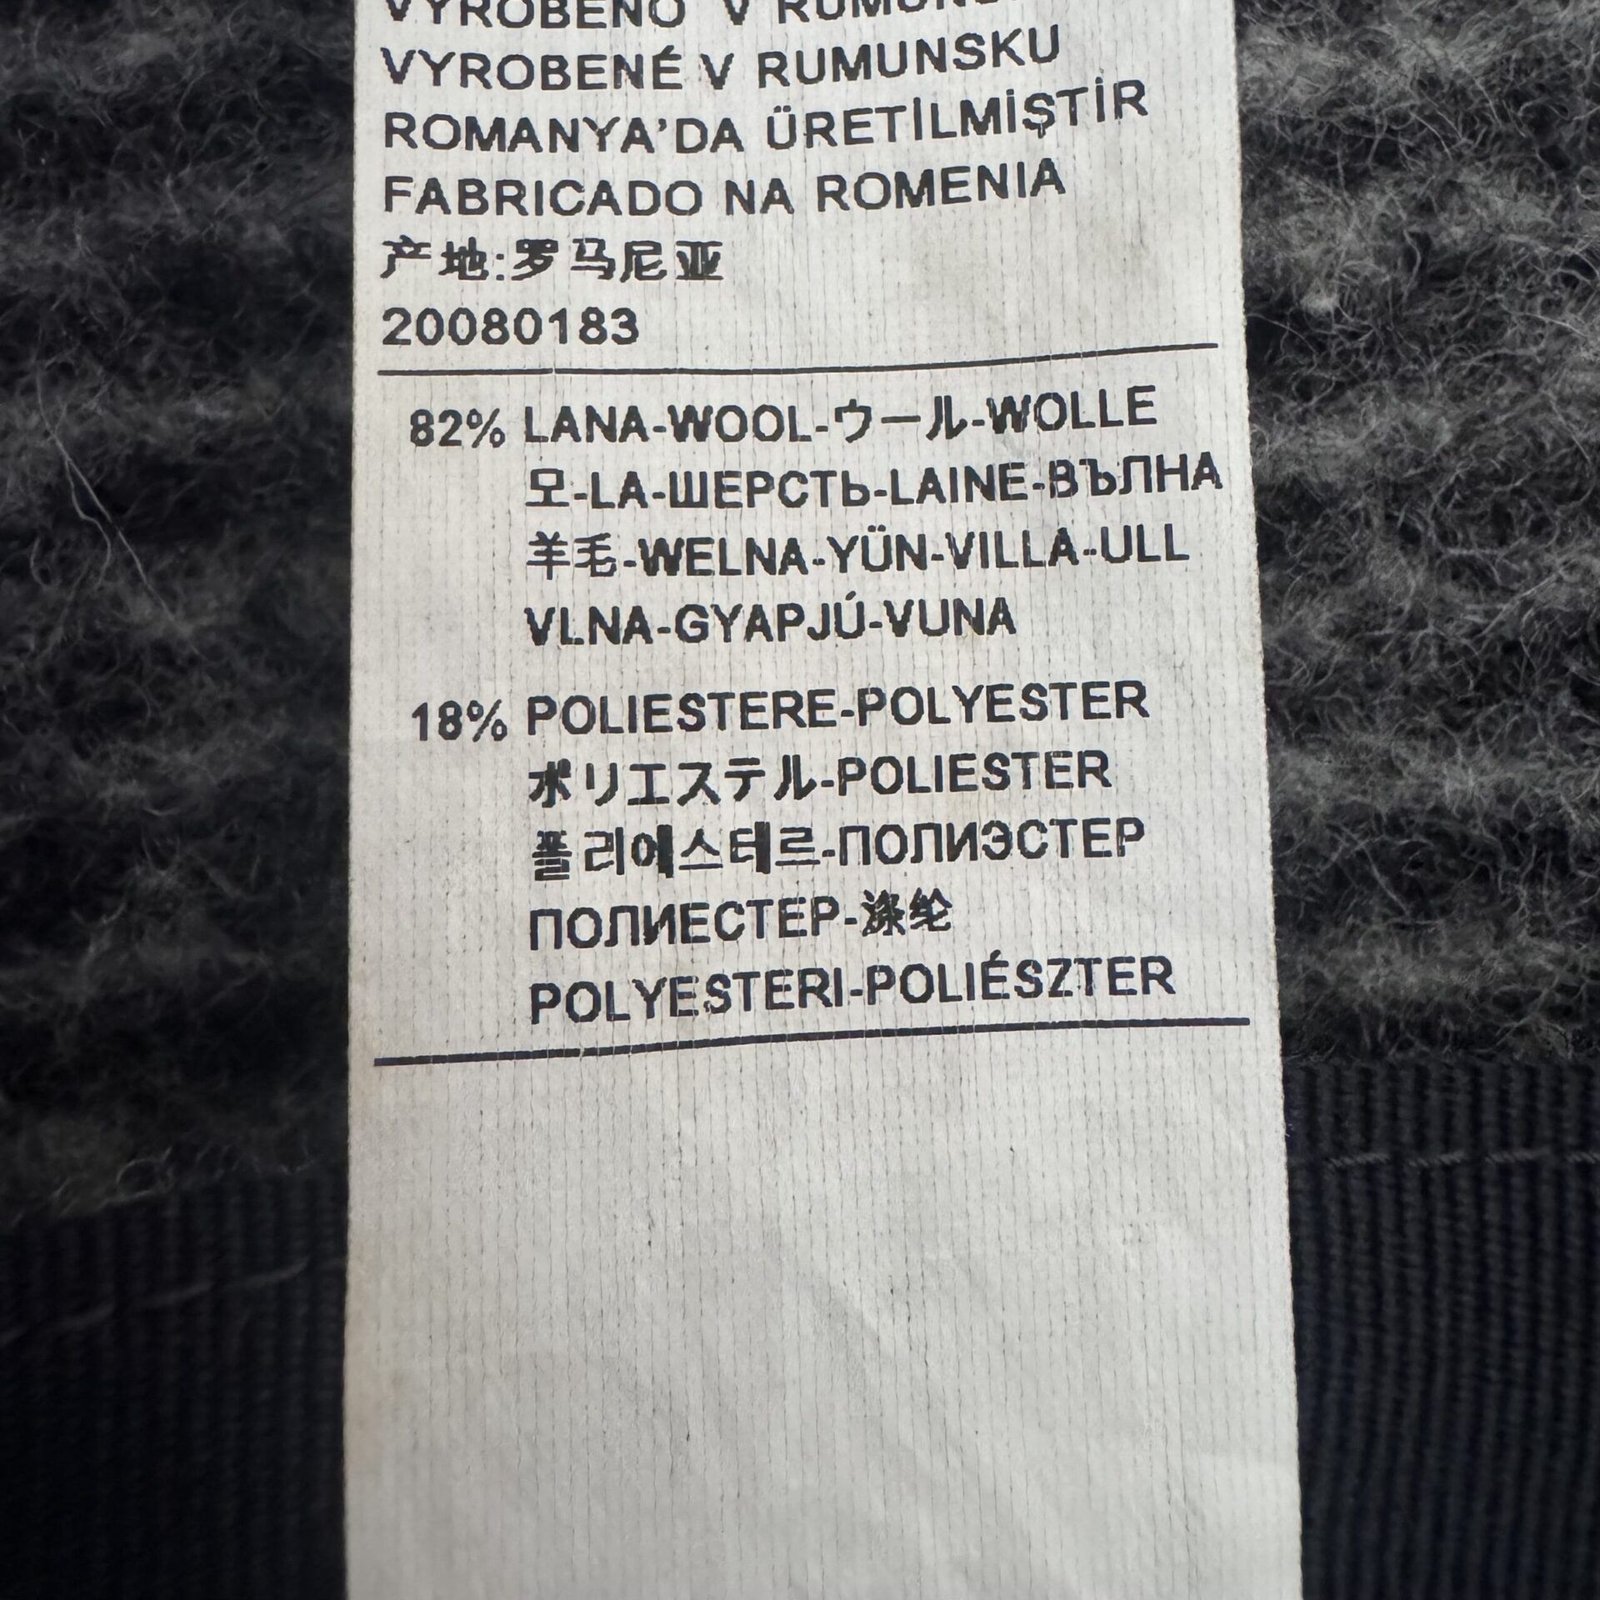 VYROBENO V
VYROBENÉ V RUMUNSKU
ROMANYA'DA ÜRETİLMİŞTİR
FABRICADO NA ROMENIA
产地:罗马尼亚
20080183
82% LANA-WOOL-ウール-WOLLE
모-LA-ШЕРСТЬ-LAINE-ВЪЛНА
羊毛-WELNA-YÜN-VILLA-ULL
VLNA-GYAPJÚ-VUNA
18% POLIESTERE-POLYESTER
ポリエステル-POLIESTER
폴리에스테르-ПОЛИЭСТЕР
ПОЛИЕСТЕР-涤纶
POLYESTERI-POLIÉSZTER